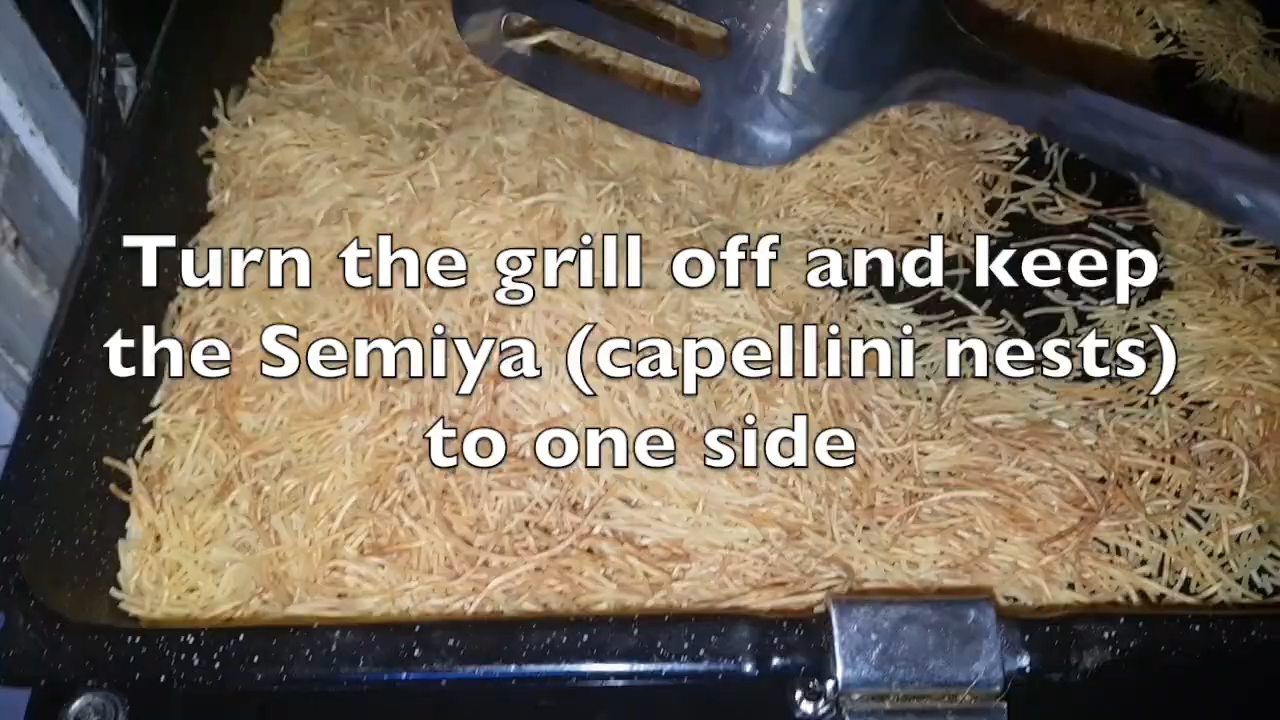 Turn the grill off and keep
the Semiya (capellini nests)
to one side